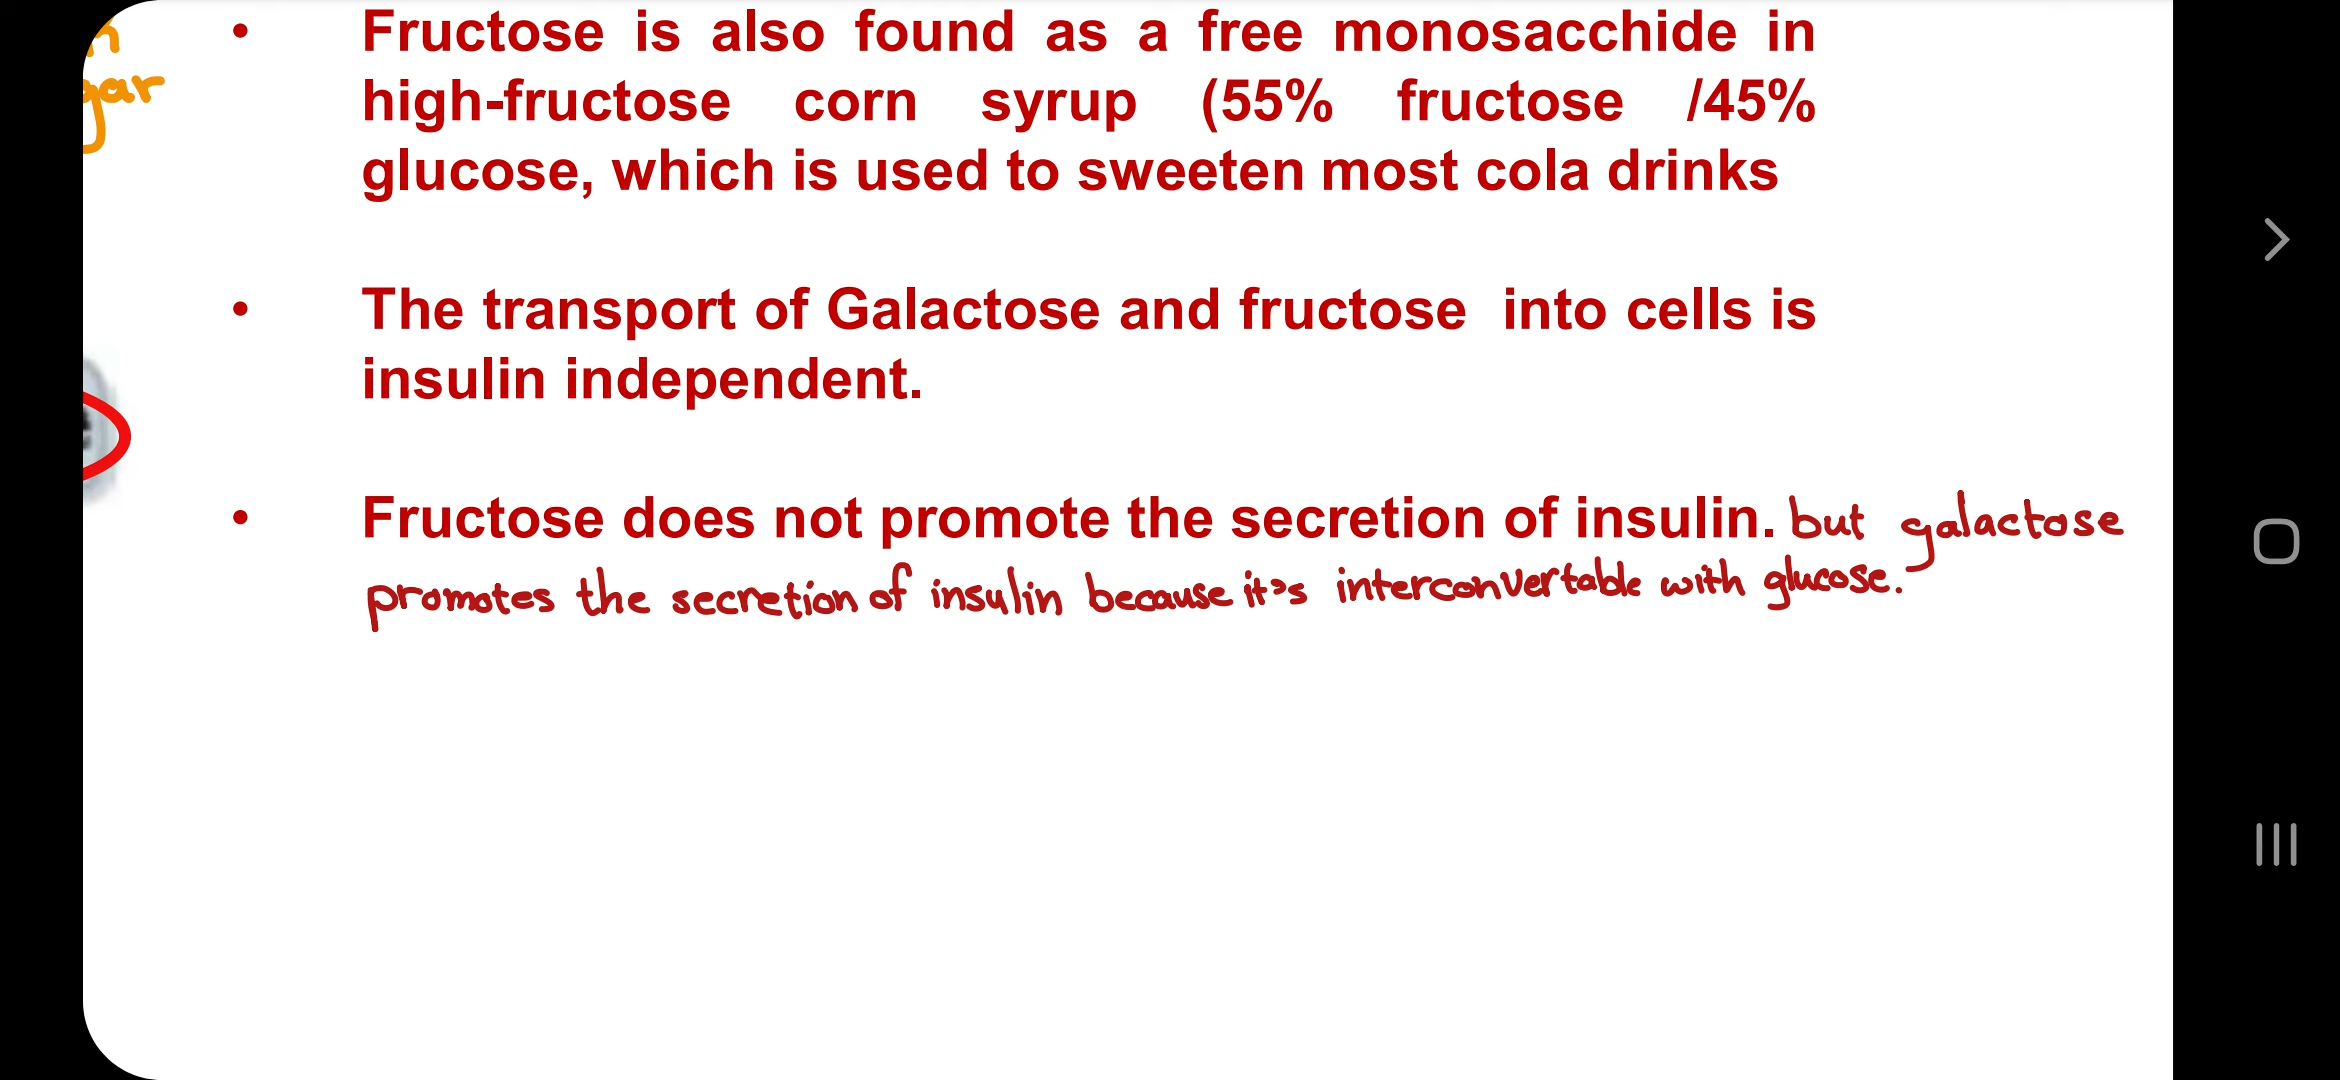 • Fructose is also found as a free monosacchide in
high-fructose corn syrup (55% fructose /45%
glucose, which is used to sweeten most cola drinks
• The transport of Galactose and fructose into cells is
insulin independent.
• Fructose does not promote the secretion of insulin. but galactose
promotes the secretion of insulin because it's interconvertable with glucose.